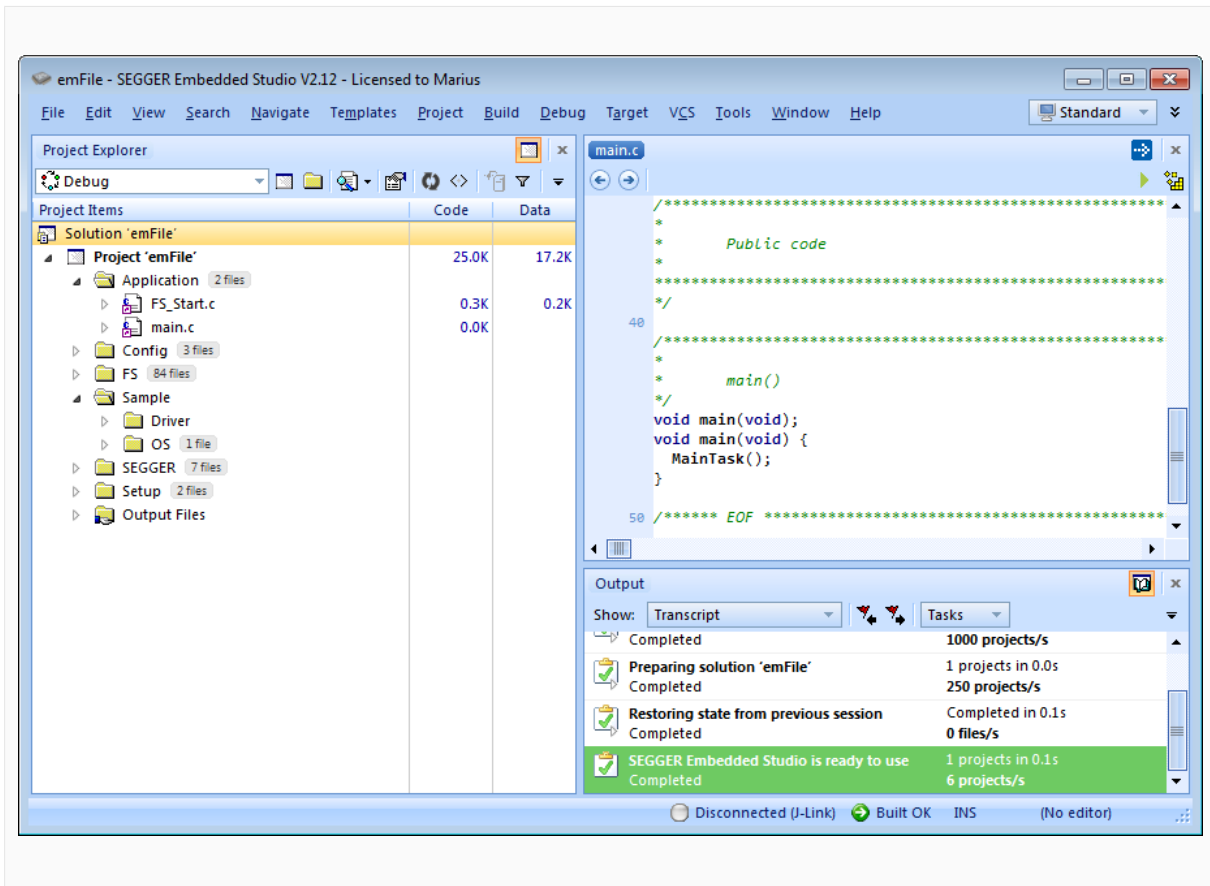 emFile - SEGGER Embedded Studio V2.12 - Licensed to Marius
File Edit View Search Navigate Templates Project Build Debug Target VCS Tools Window Help Standard
Project Explorer
Debug
Project Items Code Data
Solution 'emFile'
Project 'emFile' 25.0K 17.2K
Application 2 files
FS_Start.c 0.3K 0.2K
main.c 0.0K
Config 3 files
FS 84 files
Sample
Driver
OS 1 file
SEGGER 7 files
Setup 2 files
Output Files
main.c
/********************************************************
*
* Public code
*
********************************************************
*/
40
/********************************************************
*
* main()
*/
void main(void);
void main(void) {
MainTask();
}
50 /****** EOF ********************************************
Output
Show: Transcript Tasks
Completed 1000 projects/s
Preparing solution 'emFile' 1 projects in 0.0s
Completed 250 projects/s
Restoring state from previous session Completed in 0.1s
Completed 0 files/s
SEGGER Embedded Studio is ready to use 1 projects in 0.1s
Completed 6 projects/s
Disconnected (J-Link) Built OK INS (No editor)